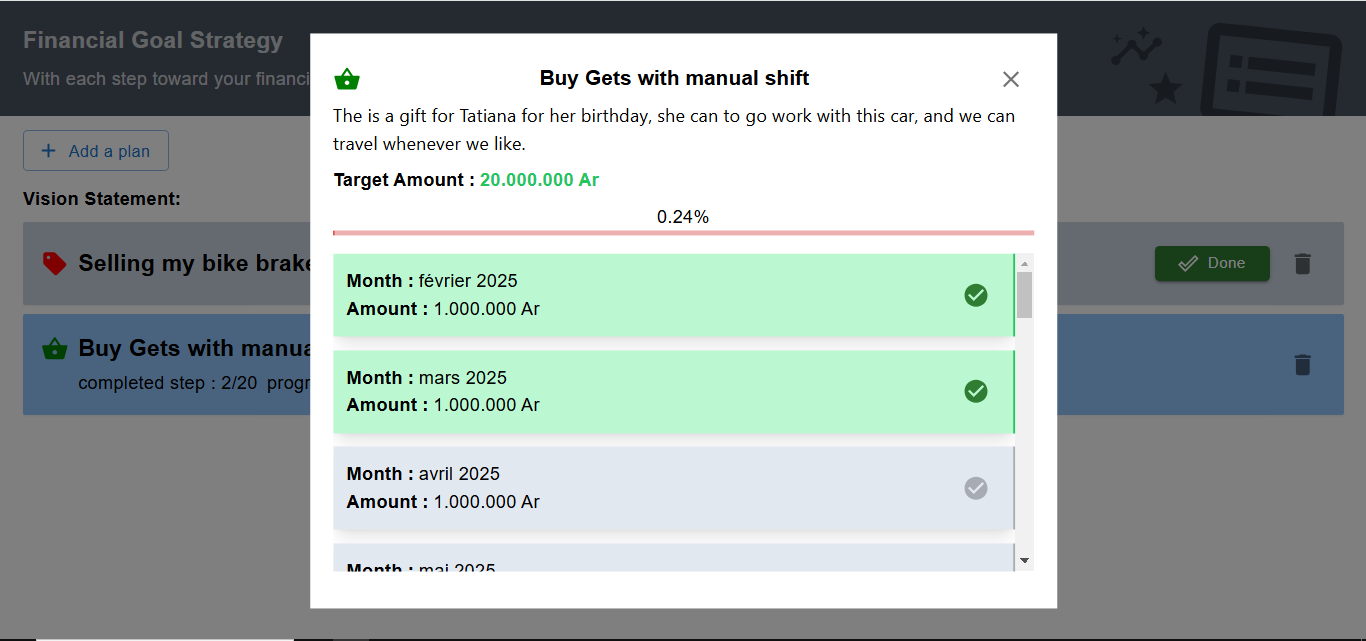 Financial Goal Strategy
With each step toward your financi
Add a plan
Vision Statement:
Selling my bike brake
Done
Buy Gets with manua
completed step : 2/20 progr
Buy Gets with manual shift
The is a gift for Tatiana for her birthday, she can to go work with this car, and we can
travel whenever we like.
Target Amount : 20.000.000 Ar
0.24%
Month : février 2025
Amount : 1.000.000 Ar
Month : mars 2025
Amount : 1.000.000 Ar
Month : avril 2025
Amount : 1.000.000 Ar
Month : mai 2025